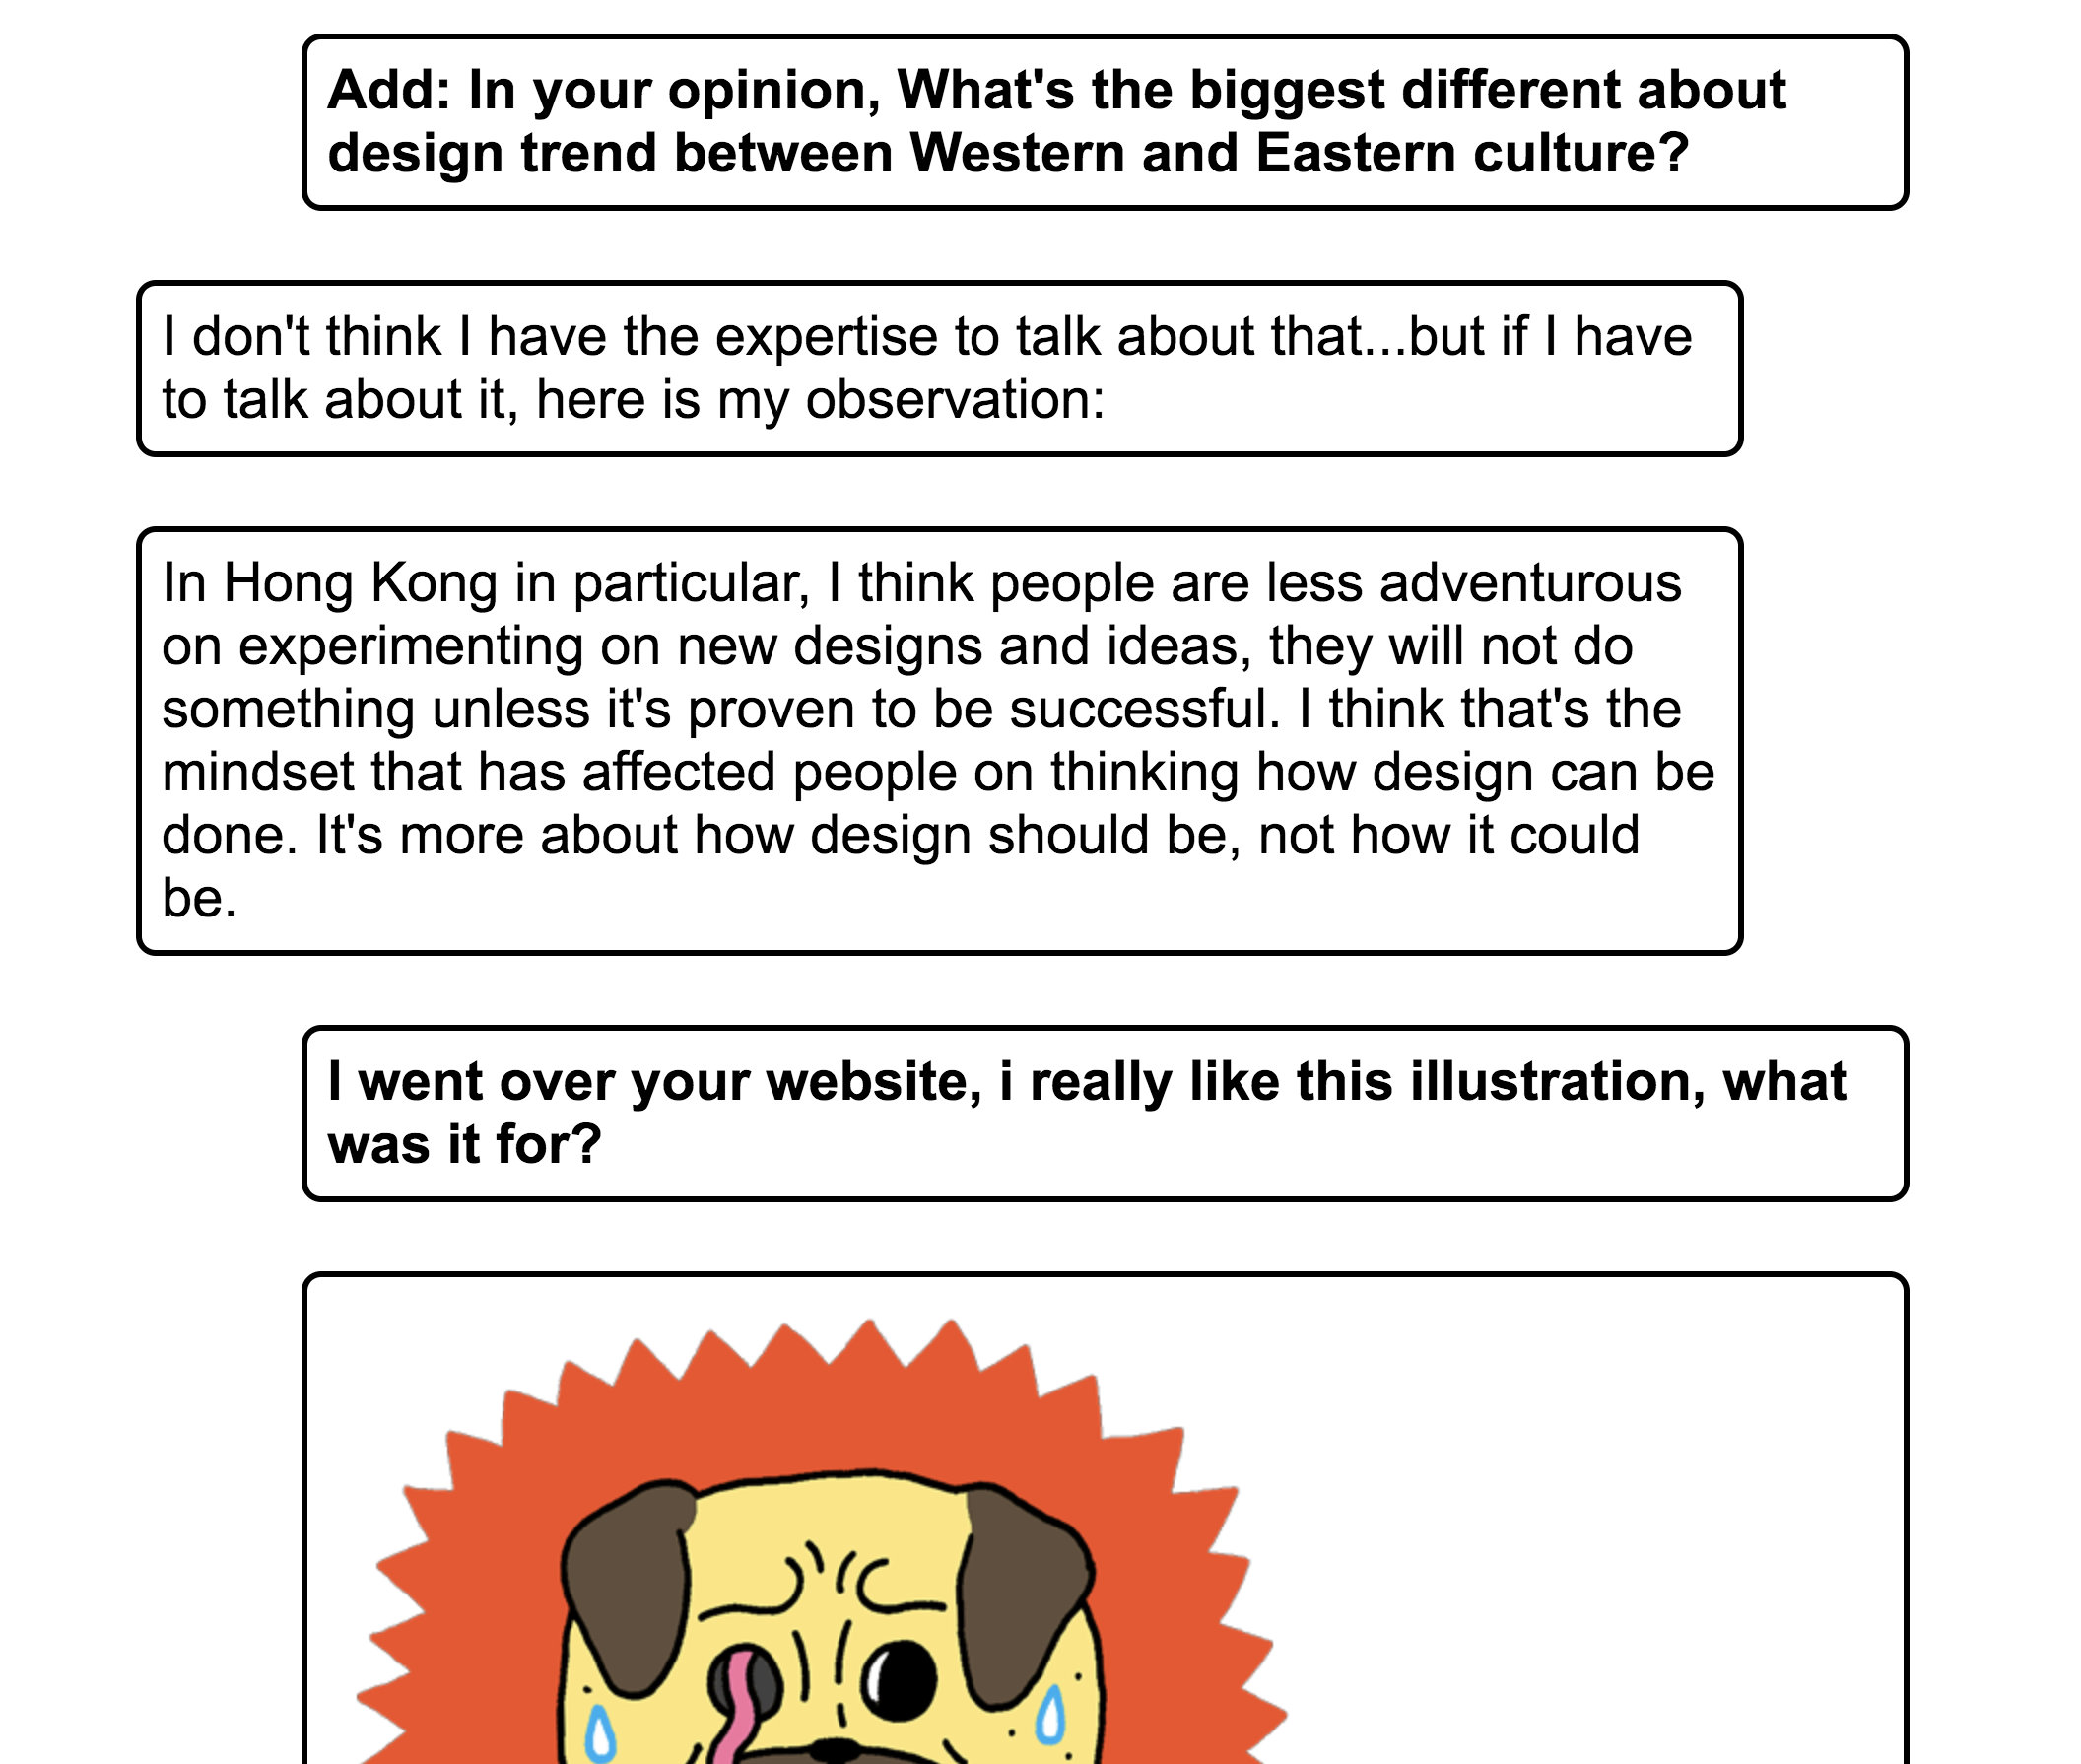 Add: In your opinion, What's the biggest different about
design trend between Western and Eastern culture?
I don't think I have the expertise to talk about that...but if I have
to talk about it, here is my observation:
In Hong Kong in particular, I think people are less adventurous
on experimenting on new designs and ideas, they will not do
something unless it's proven to be successful. I think that's the
mindset that has affected people on thinking how design can be
done. It's more about how design should be, not how it could
be.
I went over your website, i really like this illustration, what
was it for?